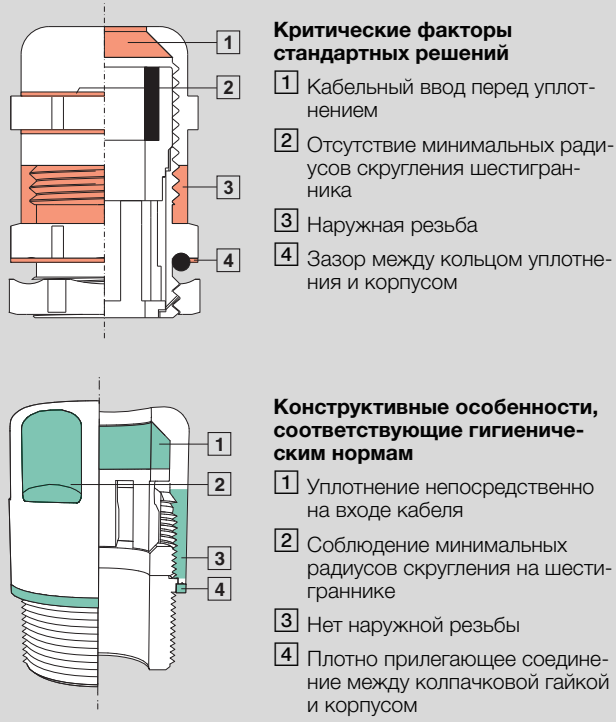 Критические факторы
стандартных решений
1 Кабельный ввод перед уплот-
нением
2 Отсутствие минимальных ради-
усов скругления шестигран-
ника
3 Наружная резьба
4 Зазор между кольцом уплотне-
ния и корпусом
1
2
3
4
Конструктивные особенности,
соответствующие гигиениче-
ским нормам
1 Уплотнение непосредственно
на входе кабеля
2 Соблюдение минимальных
радиусов скругления на шести-
граннике
3 Нет наружной резьбы
4 Плотно прилегающее соедине-
ние между колпачковой гайкой
и корпусом
1
2
3
4